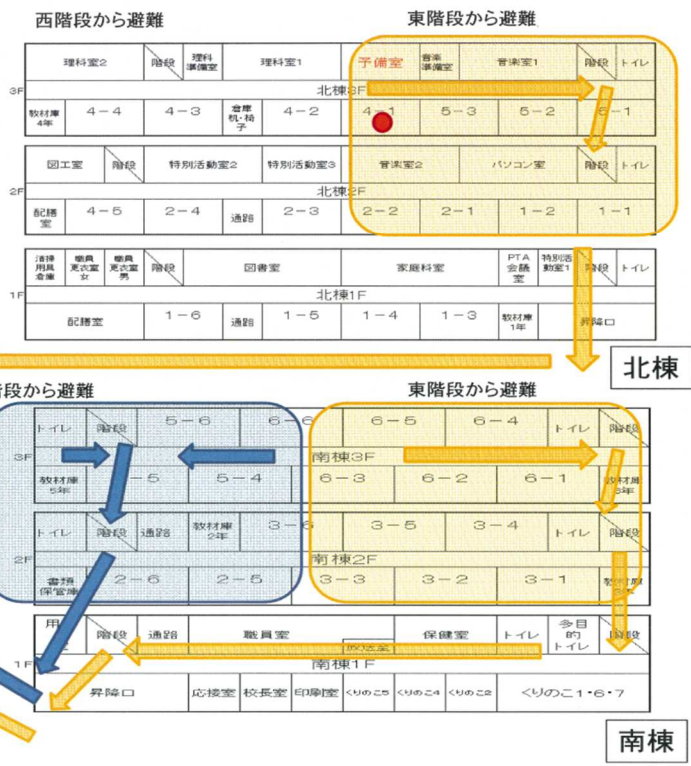 西階段から避難
東階段から避難
理科室2 階段 理科準備室 理科室1 予備室 音楽準備室 音楽室1 階段 トイレ
3F 北棟3F
教材庫4年 4-4 4-3 倉庫机・椅子 4-2 4-1 5-3 5-2 -1
図工室 階段 特別活動室2 特別活動室3 音楽室2 パソコン室 階段 トイレ
2F 北棟2F
配膳室 4-5 2-4 通路 2-3 2-2 2-1 1-2 1-1
清掃用具倉庫 職員更衣室女 職員更衣室男 階段 図書室 家庭科室 PTA会議室 特別活動室1 階段 トイレ
1F 北棟1F
配膳室 1-6 通路 1-5 1-4 1-3 教材庫1年 昇降口
北棟
段から避難
東階段から避難
トイレ 階段 5-6 6-6 6-5 6-4 トイレ 階段
3F 南棟3F
教材庫5年 -5 5-4 6-3 6-2 6-1
トイレ 階段 通路 教材庫2年 3-6 3-5 3-4 トイレ 階段
2F 南棟2F
書類保管庫 2-6 2-5 3-3 3-2 3-1
用 階段 通路 職員室 保健室 トイレ 多目的トイレ 階段
1F 南棟1F
昇降口 応接室 校長室 印刷室 くりのこ5 くりのこ4 くりのこ2 くりのこ1・6・7
南棟